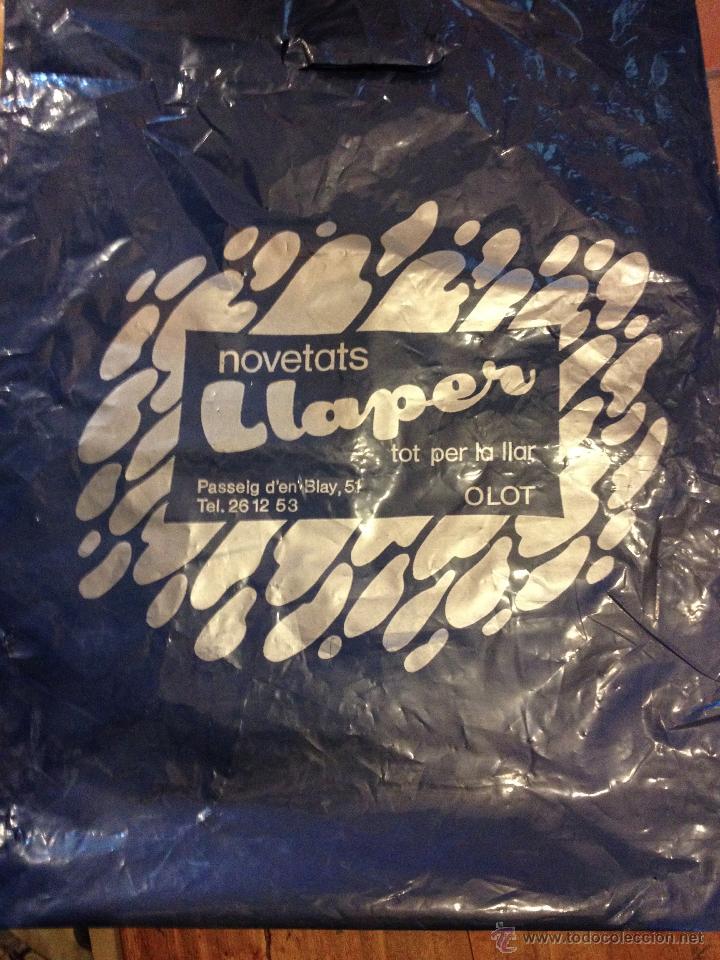 novetats
Llaper
tot per la llar
Passeig d'en Blay, 51
OLOT
Tel. 26 12 53
www.todocoleccion.net